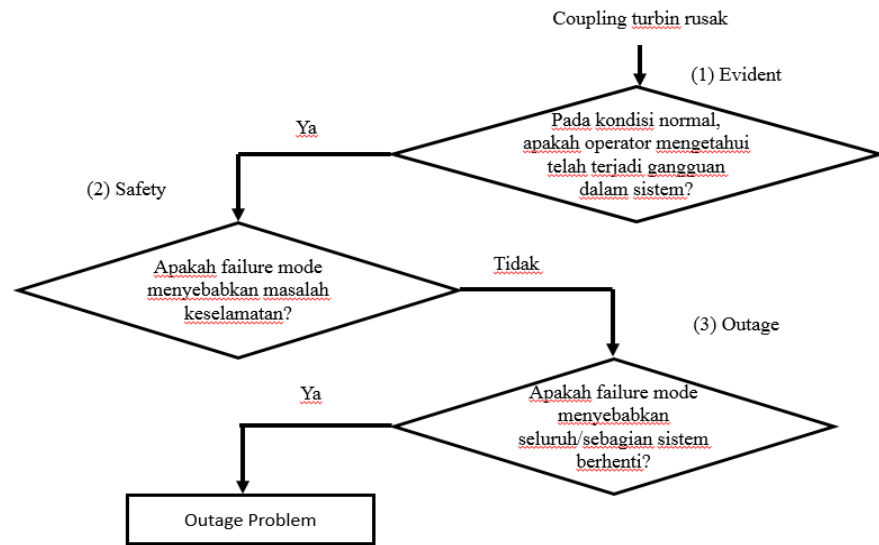 Coupling turbin rusak
(1) Evident
Pada kondisi normal,
apakah operator mengetahui
telah terjadi gangguan
dalam sistem?
Ya
(2) Safety
Apakah failure mode
menyebabkan masalah
keselamatan?
Tidak
(3) Outage
Apakah failure mode
menyebabkan
seluruh/sebagian sistem
berhenti?
Ya
Outage Problem